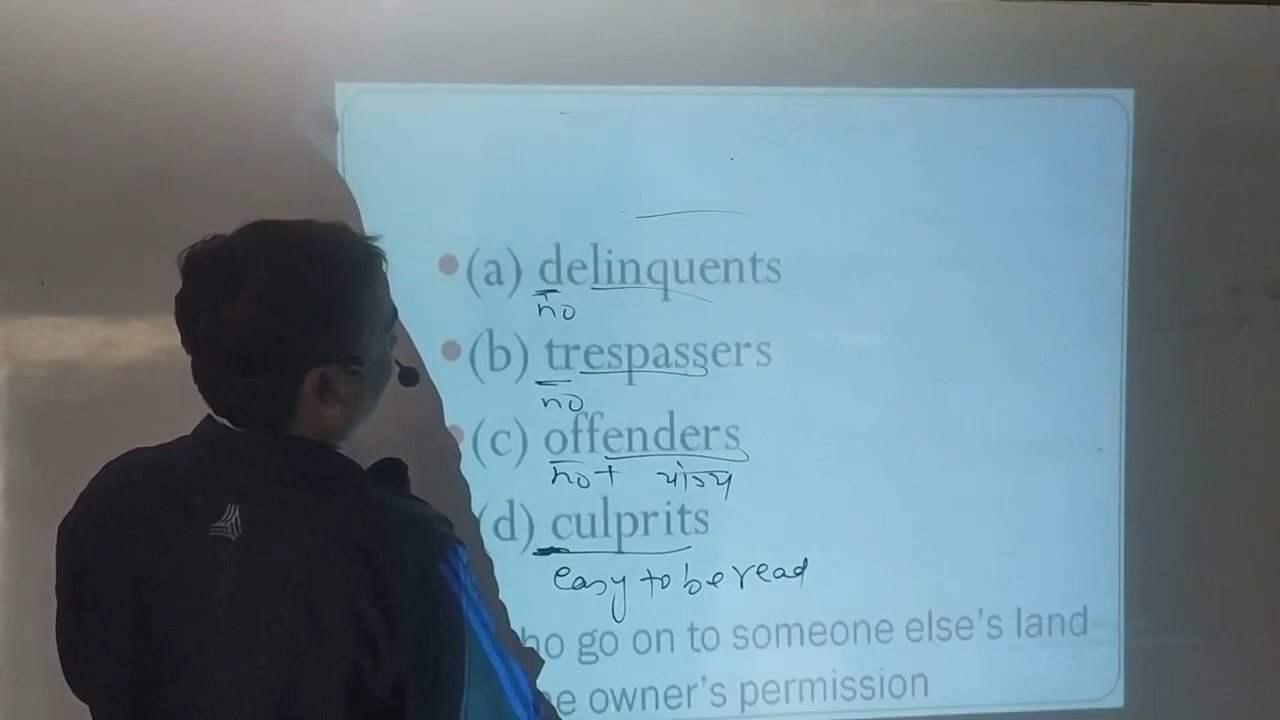 (a) delinquents
no
(b) trespassers
no
(c) offenders
not योग्य
(d) culprits
easy to be read
go on to someone else's land
owner's permission